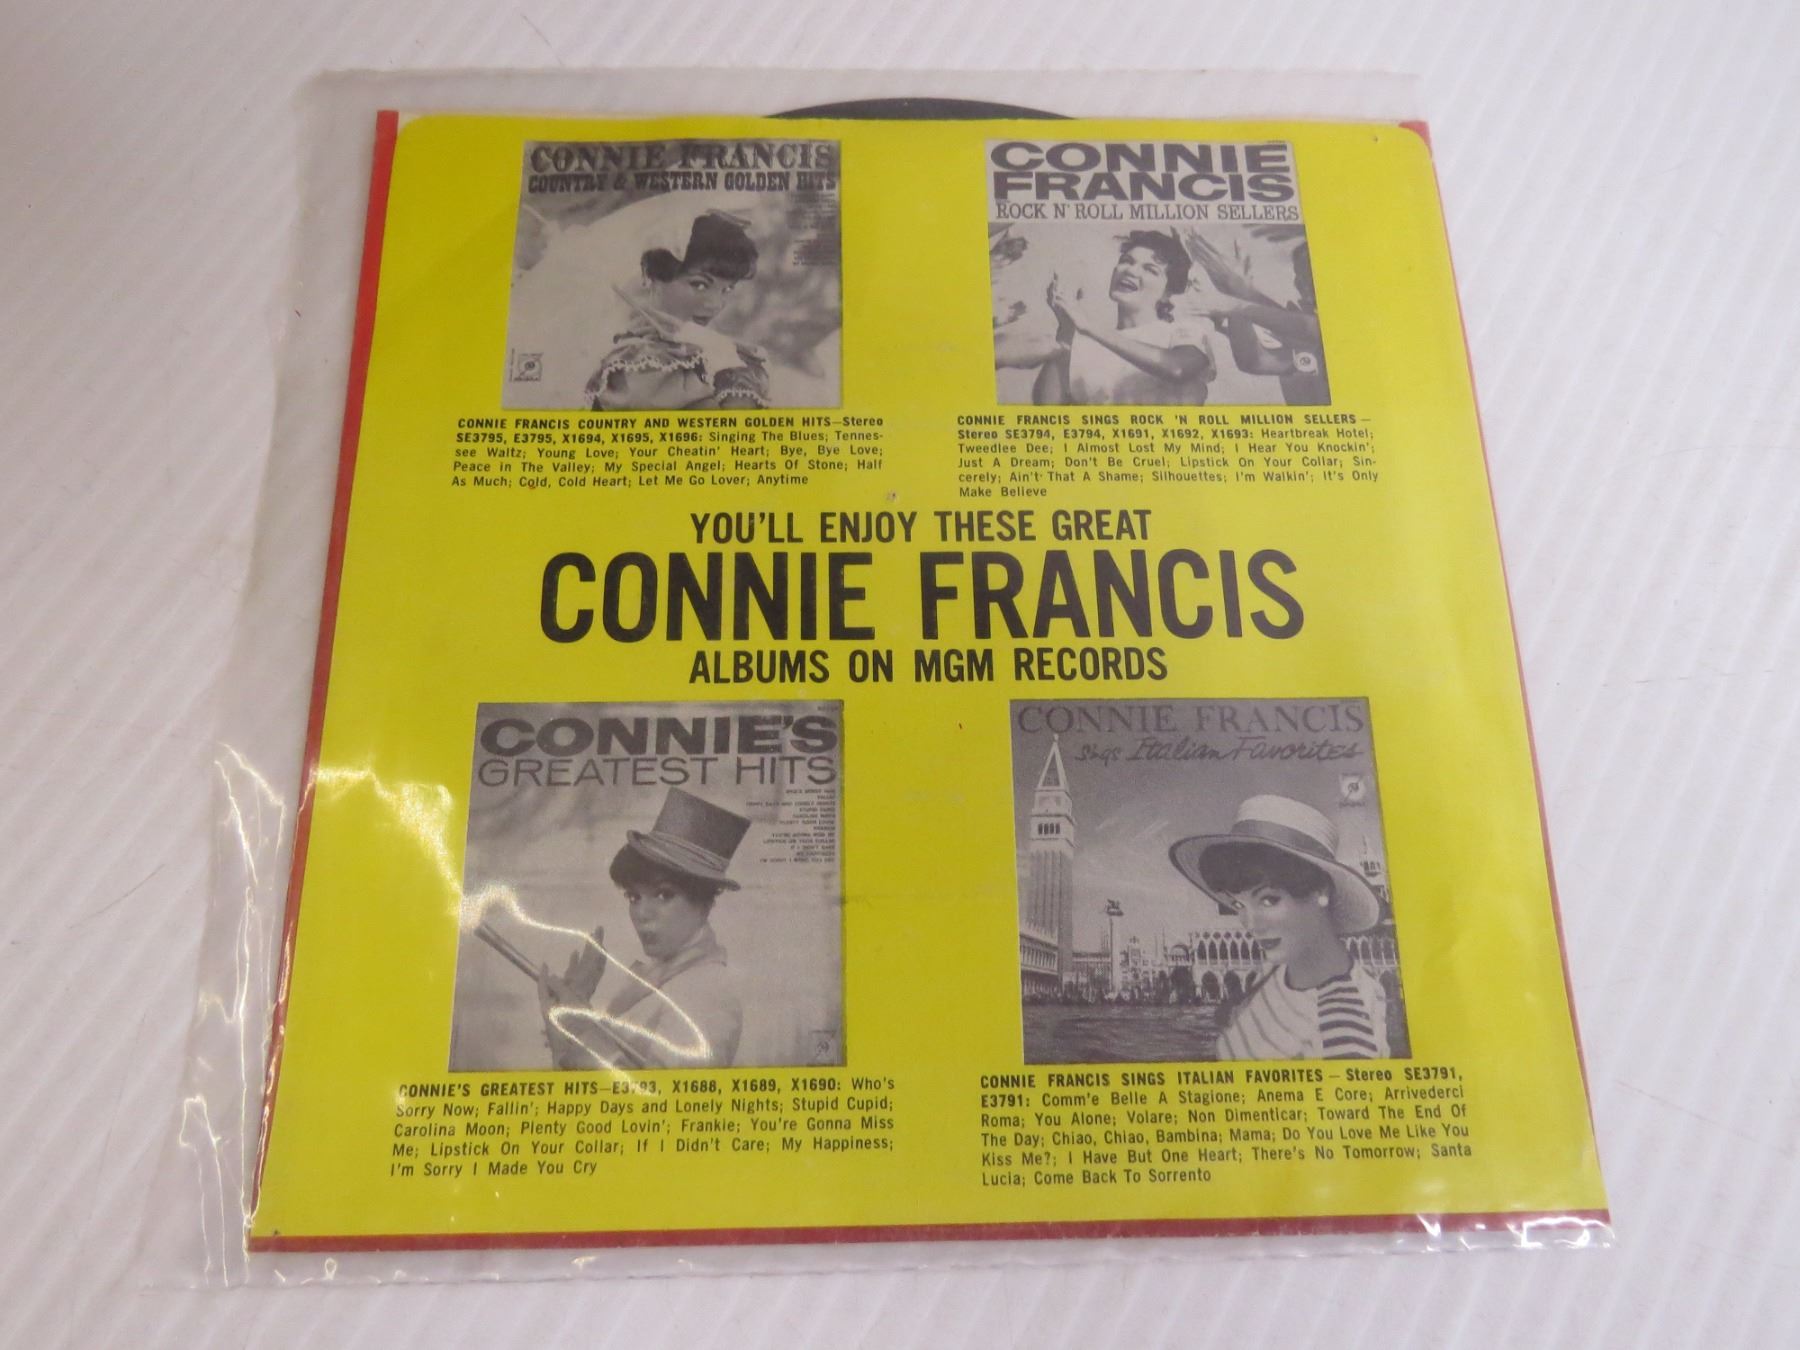 CONNIE FRANCIS
COUNTRY & WESTERN GOLDEN HITS
CONNIE FRANCIS COUNTRY AND WESTERN GOLDEN HITS—Stereo
SE3795, E3795, X1694, X1695, X1696: Singing The Blues; Tennes-
see Waltz; Young Love; Your Cheatin' Heart; Bye, Bye Love;
Peace in The Valley; My Special Angel; Hearts Of Stone; Half
As Much; Cold, Cold Heart; Let Me Go Lover; Anytime
CONNIE
FRANCIS
ROCK N' ROLL MILLION SELLERS
CONNIE FRANCIS SINGS ROCK 'N ROLL MILLION SELLERS —
Stereo SE3794, E3794, X1691, X1692, X1693: Heartbreak Hotel;
Tweedlee Dee; I Almost Lost My Mind; I Hear You Knockin';
Just A Dream; Don't Be Cruel; Lipstick On Your Collar; Sin-
cerely; Ain't That A Shame; Silhouettes; I'm Walkin'; It's Only
Make Believe
YOU'LL ENJOY THESE GREAT
CONNIE FRANCIS
ALBUMS ON MGM RECORDS
CONNIE'S
GREATEST HITS
CONNIE'S GREATEST HITS—E3793, X1688, X1689, X1690: Who's
Sorry Now; Fallin'; Happy Days and Lonely Nights; Stupid Cupid;
Carolina Moon; Plenty Good Lovin'; Frankie; You're Gonna Miss
Me; Lipstick On Your Collar; If I Didn't Care; My Happiness;
I'm Sorry I Made You Cry
CONNIE FRANCIS
sings Italian Favorites
CONNIE FRANCIS SINGS ITALIAN FAVORITES — Stereo SE3791,
E3791: Comm'e Belle A Stagione; Anema E Core; Arrivederci
Roma; You Alone; Volare; Non Dimenticar; Toward The End Of
The Day; Chiao, Chiao, Bambina; Mama; Do You Love Me Like You
Kiss Me?; I Have But One Heart; There's No Tomorrow; Santa
Lucia; Come Back To Sorrento